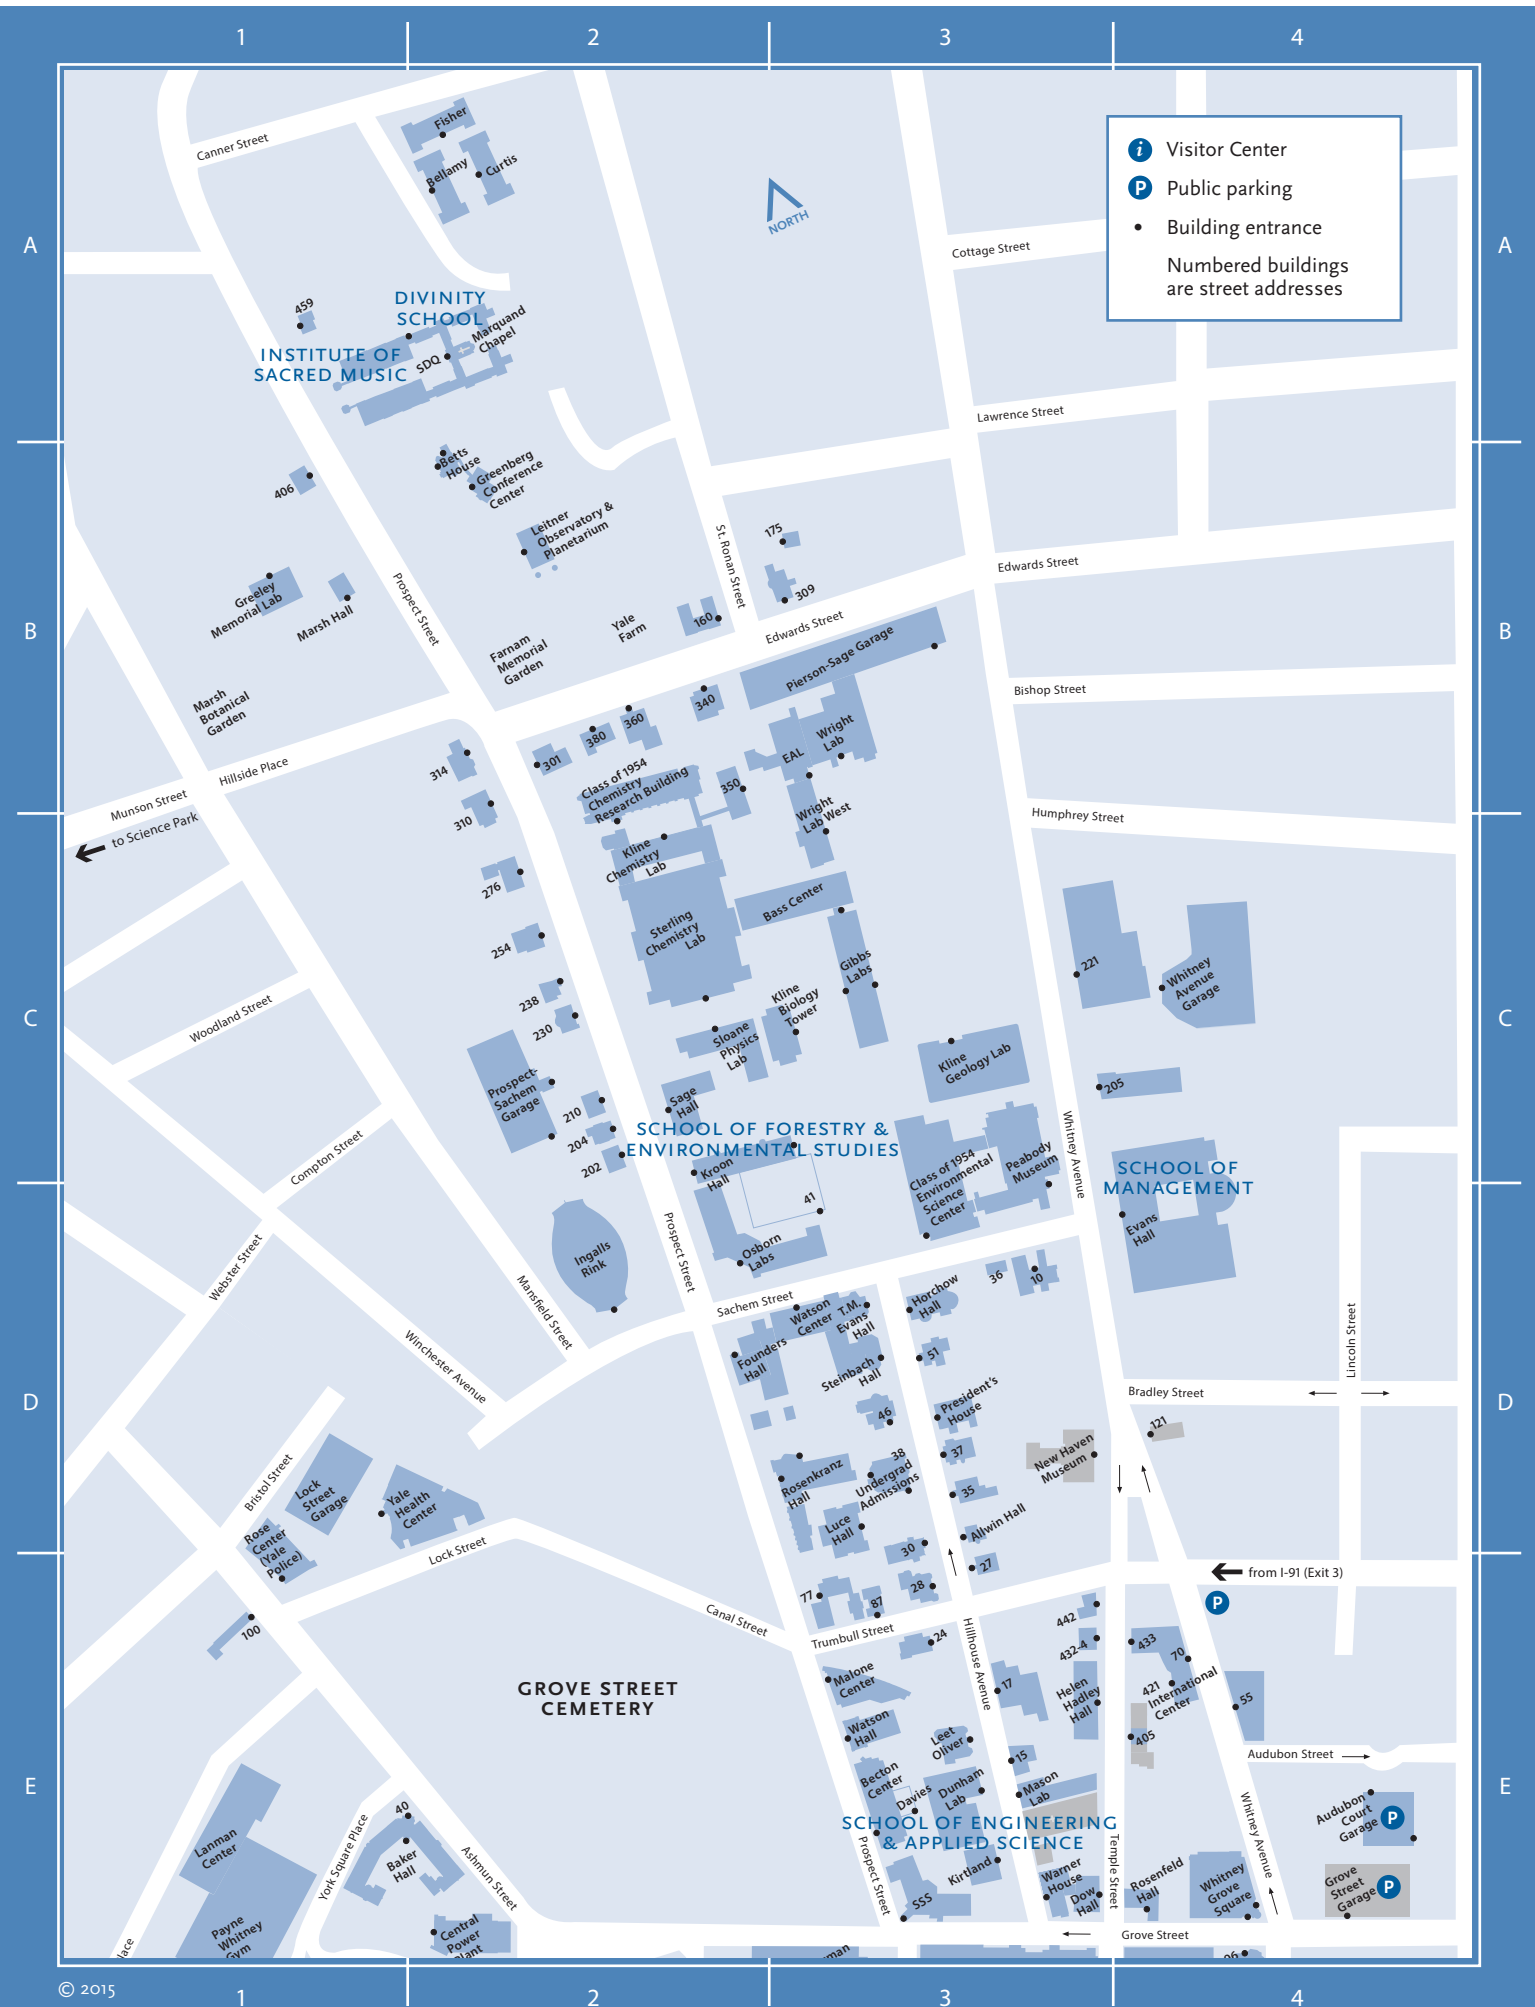 1
2
3
4
Fisher
Canner Street
Bellamy
Curtis
NORTH
Visitor Center
Public parking
Building entrance
Numbered buildings
are street addresses
i
P
A
A
Cottage Street
459
DIVINITY
SCHOOL
Marquand
Chapel
SDQ
INSTITUTE OF
SACRED MUSIC
Lawrence Street
Betts
House
Greenberg
Conference
Center
406
Leitner
Observatory &
Planetarium
St. Ronan Street
175
309
Edwards Street
Greeley
Memorial Lab
Marsh Hall
Prospect Street
B
B
Yale
Farm
160
Edwards Street
Farnam
Memorial
Garden
Pierson-Sage Garage
Marsh
Botanical
Garden
Bishop Street
340
360
380
301
Wright
Lab
EAL
314
Hillside Place
Munson Street
to Science Park
Class of 1954
Chemistry
Research Building
350
Wright
Lab West
310
Humphrey Street
Kline
Chemistry
Lab
276
Bass Center
Sterling
Chemistry
Lab
254
Gibbs
Labs
221
Whitney
Avenue
Garage
C
C
Woodland Street
238
230
Kline
Biology
Tower
Sloane
Physics
Lab
Kline
Geology Lab
205
Prospect-
Sachem
Garage
Sage
Hall
210
204
202
SCHOOL OF FORESTRY &
ENVIRONMENTAL STUDIES
Compton Street
Whitney Avenue
Kroon
Hall
41
Class of 1954
Environmental
Science
Center
Peabody
Museum
SCHOOL OF
MANAGEMENT
Evans
Hall
Webster Street
Ingalls
Rink
Prospect Street
Osborn
Labs
Mansfield Street
Sachem Street
36
10
Horchow
Hall
Watson
Center
T.M.
Evans
Hall
Founders
Hall
Steinbach
Hall
51
Winchester Avenue
Lincoln Street
D
D
Bradley Street
46
President's
House
121
New Haven
Museum
37
38
Undergrad
Admissions
Rosenkranz
Hall
35
Bristol Street
Lock
Street
Garage
Yale
Health
Center
Luce
Hall
Allwin Hall
Rose
Center
(Yale
Police)
Lock Street
30
27
28
from I-91 (Exit 3)
P
77
87
Canal Street
Trumbull Street
100
24
Hillhouse Avenue
442
432-4
433
70
421
International
Center
GROVE STREET
CEMETERY
Malone
Center
17
Helen
Hadley
Hall
55
Watson
Hall
Leet
Oliver
405
15
Audubon Street
E
E
Becton
Center
Davies
Dunham
Lab
Mason
Lab
Audubon
Court
Garage
P
SCHOOL OF ENGINEERING
& APPLIED SCIENCE
Whitney Avenue
40
Baker
Hall
Lanman
Center
York Square Place
Ashmun Street
Prospect Street
Kirtland
Warner
House
Dow
Hall
Temple Street
Rosenfeld
Hall
Whitney
Grove
Square
Grove
Street
Garage
P
SSS
Payne
Whitney
Gym
Central
Power
Plant
Grove Street
© 2015
1
2
3
4